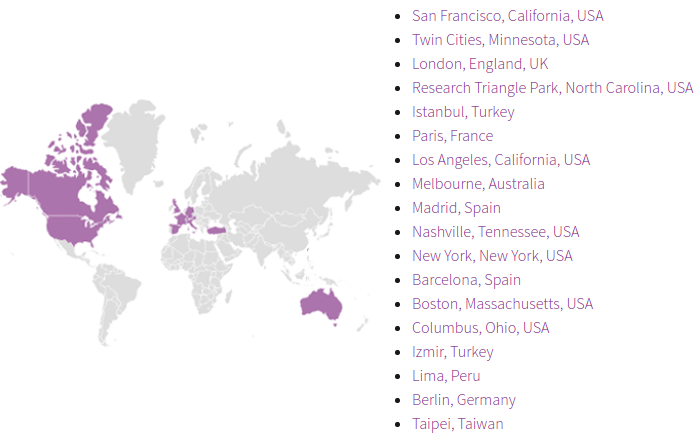 San Francisco, California, USA
Twin Cities, Minnesota, USA
London, England, UK
Research Triangle Park, North Carolina, USA
Istanbul, Turkey
Paris, France
Los Angeles, California, USA
Melbourne, Australia
Madrid, Spain
Nashville, Tennessee, USA
New York, New York, USA
Barcelona, Spain
Boston, Massachusetts, USA
Columbus, Ohio, USA
Izmir, Turkey
Lima, Peru
Berlin, Germany
Taipei, Taiwan